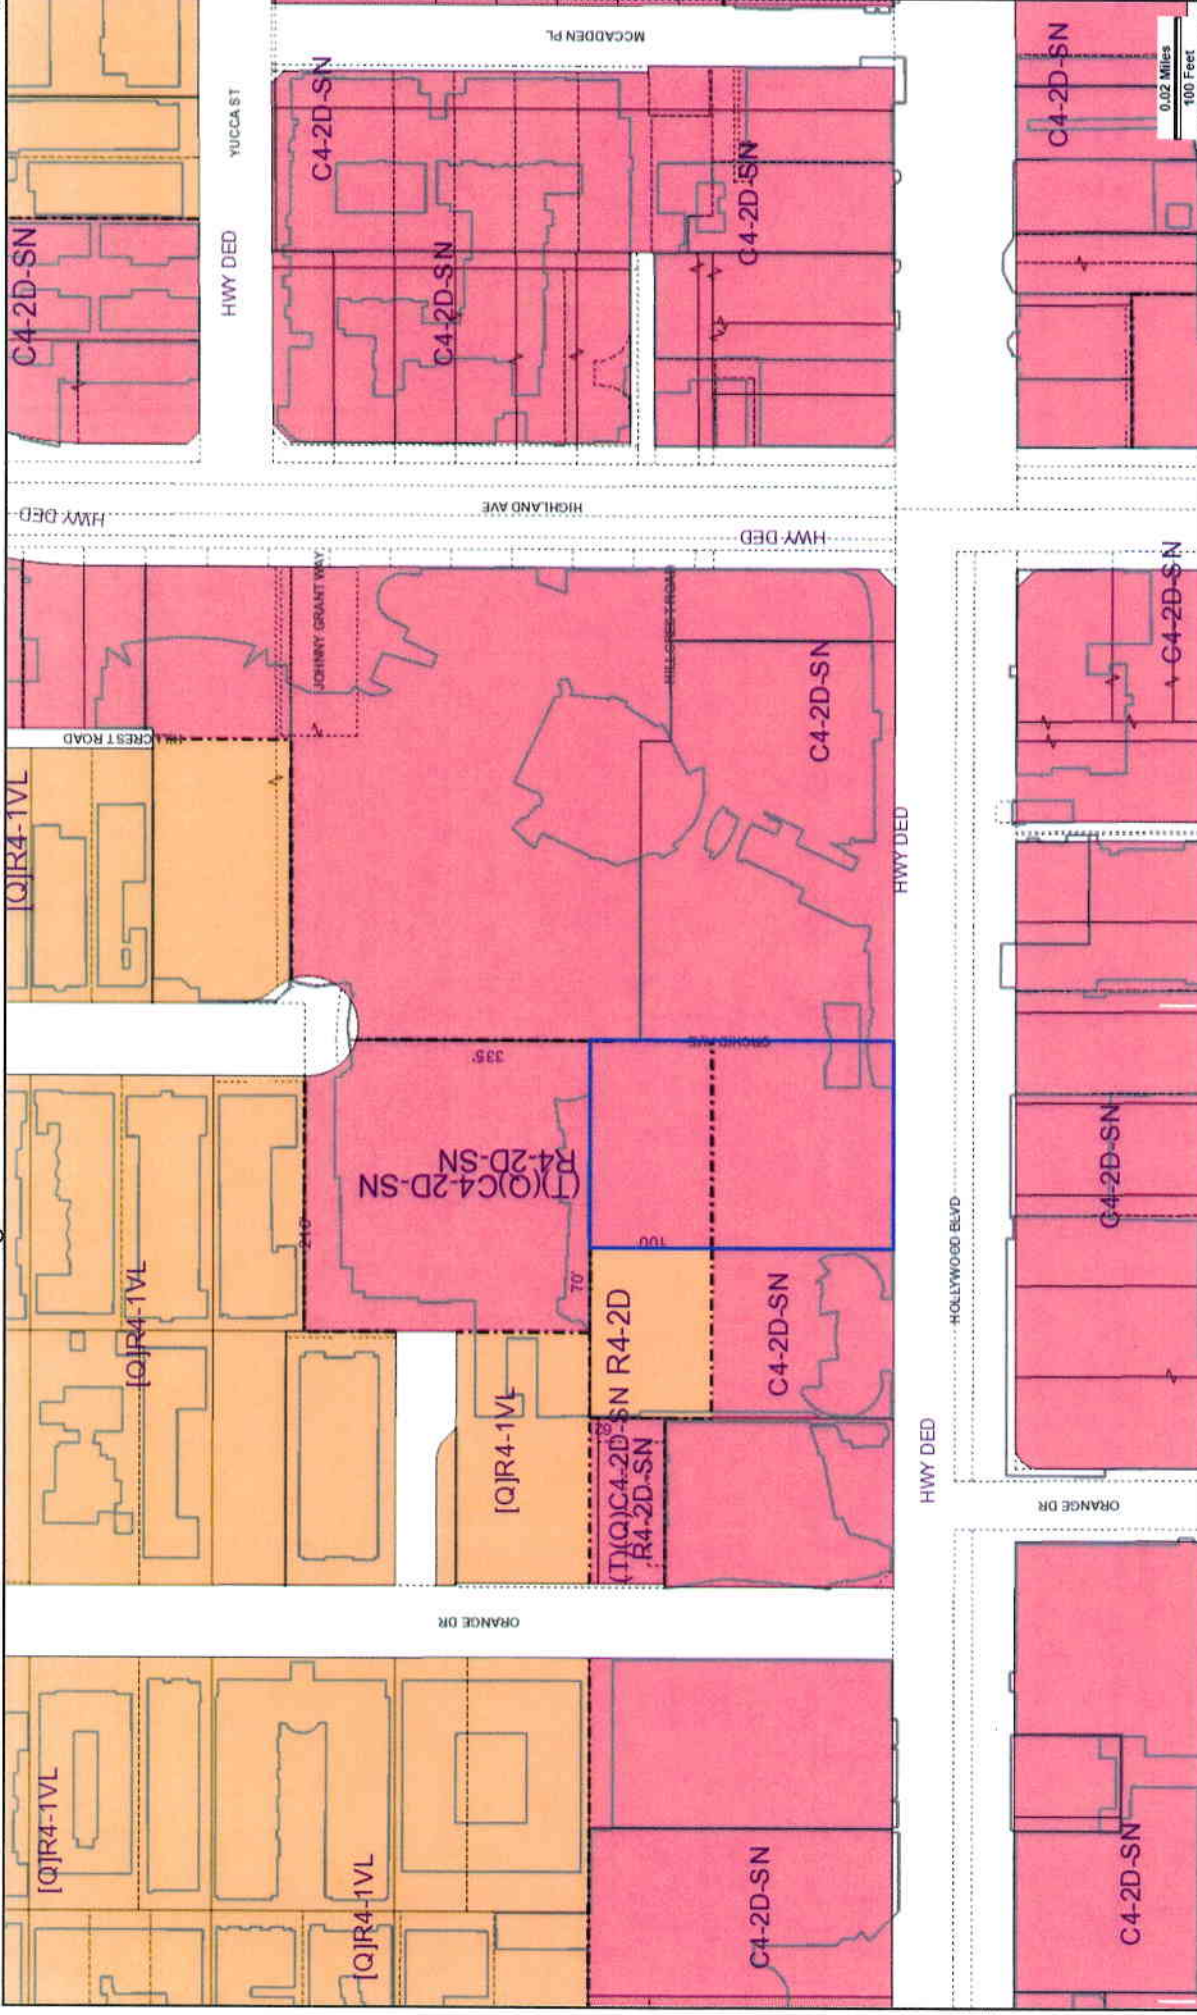 C4-2D-SN
HWY DED
YUCCA ST
C4-2D-SN
MCCADDEN PL
C4-2D-SN
C4-2D-SN
C4-2D-SN
0.02 Miles
100 Feet
HWY DED
HIGHLAND AVE
HWY DED
[Q]R4-1VL
HILLCREST ROAD
JOHNNY GRANT WAY
HILLCREST ROAD
C4-2D-SN
HWY DED
C4-2D-SN
335'
ORCHID AVE
(T)(Q)C4-2D-SN
R4-2D-SN
210'
100'
70'
[Q]R4-1VL
R4-2D
C4-2D-SN
HOLLYWOOD BLVD
C4-2D-SN
[Q]R4-1VL
(T)(Q)C4-2D-SN
R4-2D-SN
HWY DED
ORANGE DR
ORANGE DR
[Q]R4-1VL
[Q]R4-1VL
C4-2D-SN
C4-2D-SN